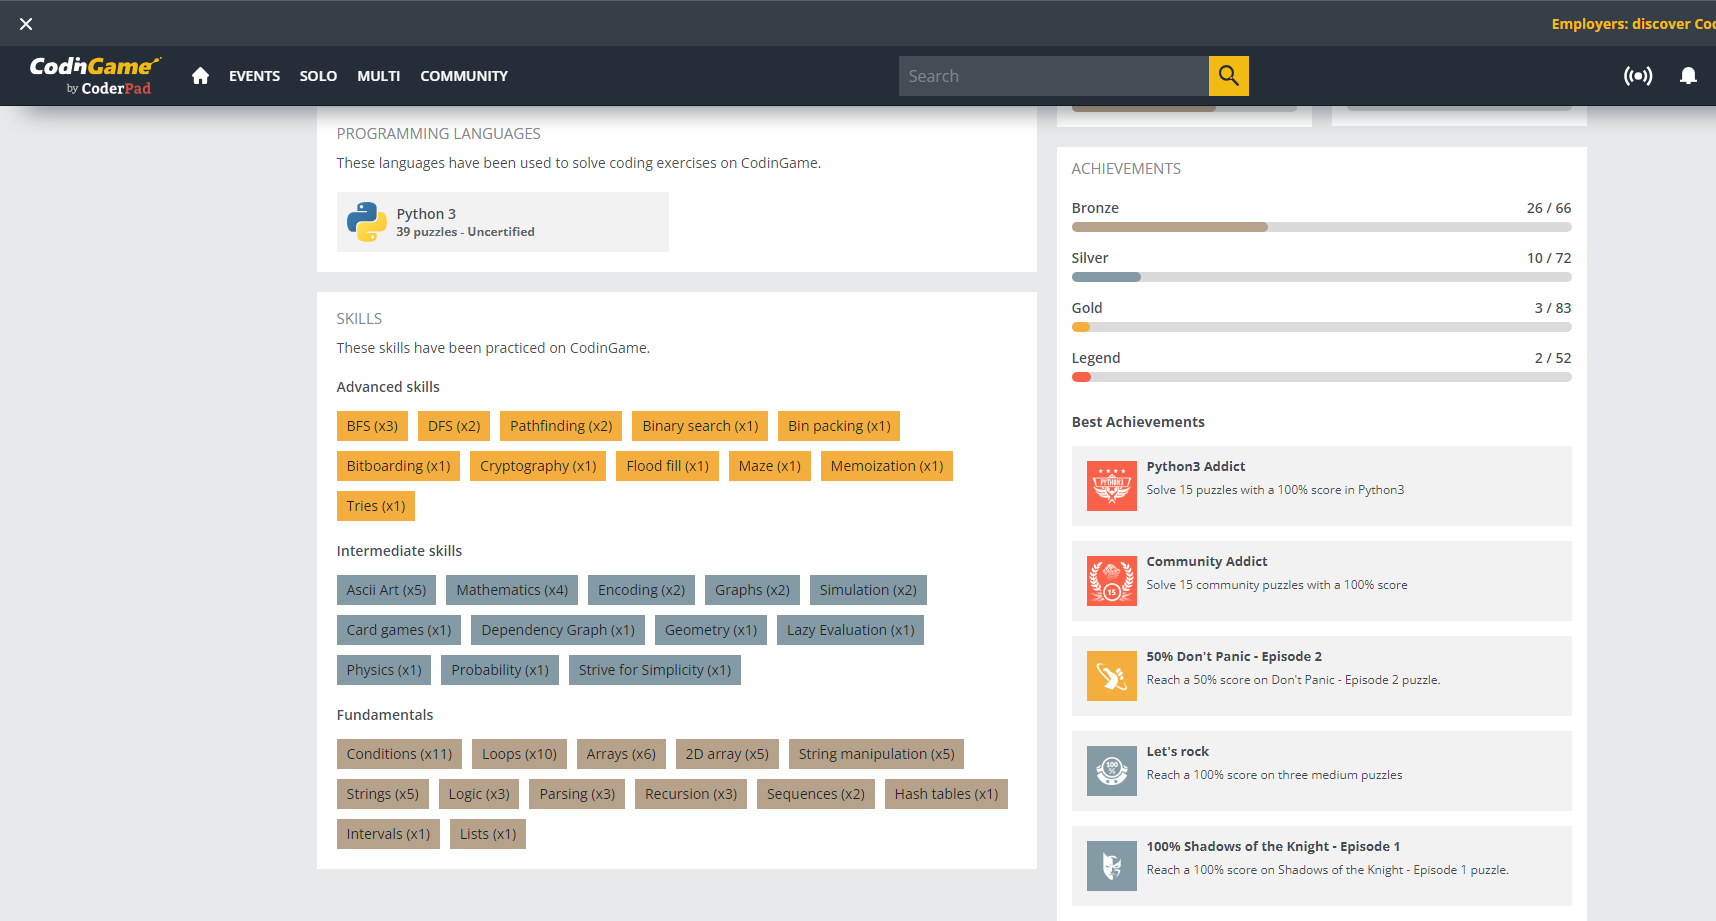 Employers: discover Co
CodinGame
by CoderPad
EVENTS SOLO MULTI COMMUNITY
Search
PROGRAMMING LANGUAGES
These languages have been used to solve coding exercises on CodinGame.
Python 3
39 puzzles - Uncertified
SKILLS
These skills have been practiced on CodinGame.
Advanced skills
BFS (x3) DFS (x2) Pathfinding (x2) Binary search (x1) Bin packing (x1)
Bitboarding (x1) Cryptography (x1) Flood fill (x1) Maze (x1) Memoization (x1)
Tries (x1)
Intermediate skills
Ascii Art (x5) Mathematics (x4) Encoding (x2) Graphs (x2) Simulation (x2)
Card games (x1) Dependency Graph (x1) Geometry (x1) Lazy Evaluation (x1)
Physics (x1) Probability (x1) Strive for Simplicity (x1)
Fundamentals
Conditions (x11) Loops (x10) Arrays (x6) 2D array (x5) String manipulation (x5)
Strings (x5) Logic (x3) Parsing (x3) Recursion (x3) Sequences (x2) Hash tables (x1)
Intervals (x1) Lists (x1)
ACHIEVEMENTS
Bronze 26 / 66
Silver 10 / 72
Gold 3 / 83
Legend 2 / 52
Best Achievements
PYTHON3
Python3 Addict
Solve 15 puzzles with a 100% score in Python3
15
Community Addict
Solve 15 community puzzles with a 100% score
50% Don't Panic - Episode 2
Reach a 50% score on Don't Panic - Episode 2 puzzle.
100
%
Let's rock
Reach a 100% score on three medium puzzles
100% Shadows of the Knight - Episode 1
Reach a 100% score on Shadows of the Knight - Episode 1 puzzle.